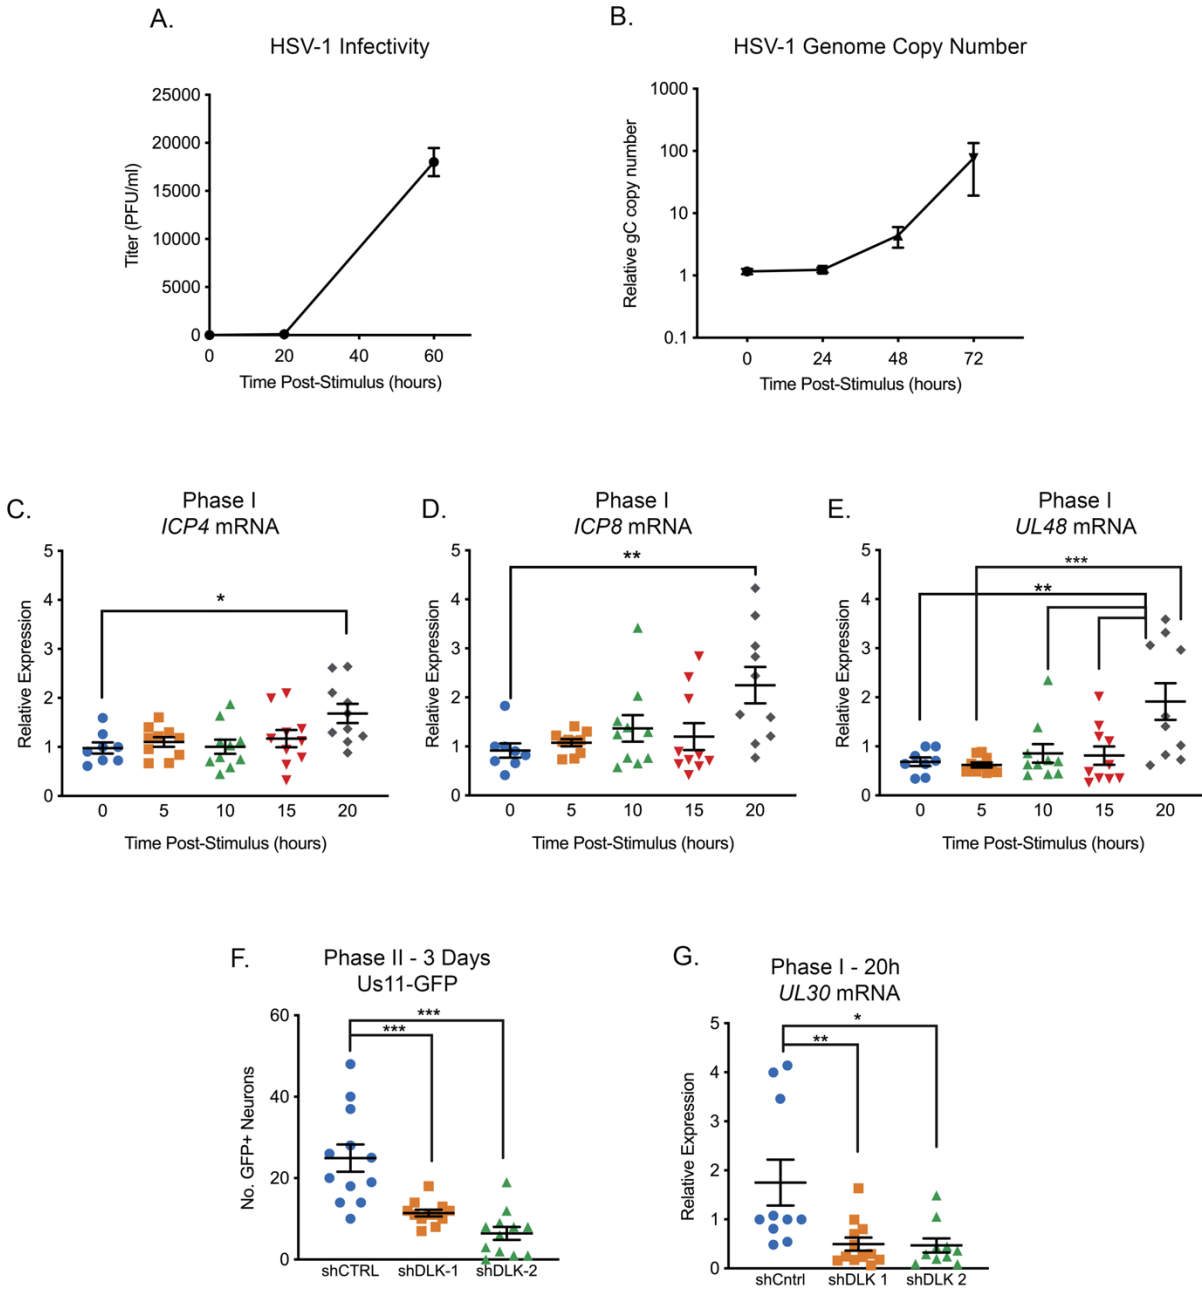 A.
HSV-1 Infectivity
25000
20000
15000
10000
5000
0
Titer (PFU/ml)
0 20 40 60
Time Post-Stimulus (hours)
B.
HSV-1 Genome Copy Number
1000
100
10
1
0.1
Relative gC copy number
0 24 48 72
Time Post-Stimulus (hours)
C.
Phase I
ICP4 mRNA
5
4
3
2
1
0
Relative Expression
*
0 5 10 15 20
Time Post-Stimulus (hours)
D.
Phase I
ICP8 mRNA
5
4
3
2
1
0
Relative Expression
**
0 5 10 15 20
Time Post-Stimulus (hours)
E.
Phase I
UL48 mRNA
5
4
3
2
1
0
Relative Expression
***
**
0 5 10 15 20
Time Post-Stimulus (hours)
F.
Phase II - 3 Days
Us11-GFP
60
40
20
0
No. GFP+ Neurons
***
***
shCTRL shDLK-1 shDLK-2
G.
Phase I - 20h
UL30 mRNA
5
4
3
2
1
0
Relative Expression
*
**
shCntrl shDLK 1 shDLK 2